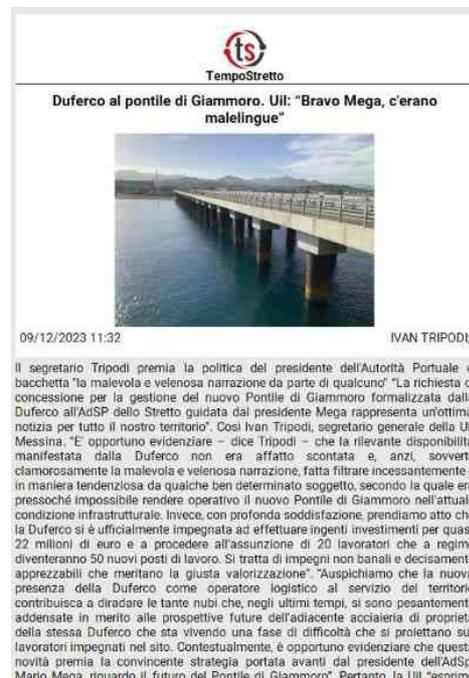 ts
TempoStretto
Duferco al pontile di Giammoro. Uil: "Bravo Mega, c'erano
malelingue"
09/12/2023 11:32 IVAN TRIPODI;
Il segretario Tripodi premia la politica del presidente dell'Autorità Portuale e
bacchetta "la malevola e velenosa narrazione da parte di qualcuno" "La richiesta d
concessione per la gestione del nuovo Pontile di Giammoro formalizzata dalla
Duferco all'AdSP dello Stretto guidata dal presidente Mega rappresenta un'ottima
notizia per tutto il nostro territorio". Così Ivan Tripodi, segretario generale della Ui
Messina. "E' opportuno evidenziare – dice Tripodi – che la rilevante disponibilità
manifestata dalla Duferco non era affatto scontata e, anzi, sovverte
clamorosamente la malevola e velenosa narrazione, fatta filtrare incessantemente e
in maniera tendenziosa da qualche ben determinato soggetto, secondo la quale era
pressoché impossibile rendere operativo il nuovo Pontile di Giammoro nell'attuale
condizione infrastrutturale. Invece, con profonda soddisfazione, prendiamo atto che
la Duferco si è ufficialmente impegnata ad effettuare ingenti investimenti per quasi
22 milioni di euro e a procedere all'assunzione di 20 lavoratori che a regime
diventeranno 50 nuovi posti di lavoro. Si tratta di impegni non banali e decisamente
apprezzabili che meritano la giusta valorizzazione". "Auspichiamo che la nuova
presenza della Duferco come operatore logistico al servizio del territorio
contribuisca a diradare le tante nubi che, negli ultimi tempi, si sono pesantemente
addensate in merito alle prospettive future dell'adiacente acciaieria di proprietà
della stessa Duferco che sta vivendo una fase di difficoltà che si proiettano sui
lavoratori impegnati nel sito. Contestualmente, è opportuno evidenziare che questa
novità premia la convincente strategia portata avanti dal presidente dell'AdSp
Mario Mega, riguardo il futuro del Pontile di Giammoro". Pertanto, la Uil "esprime